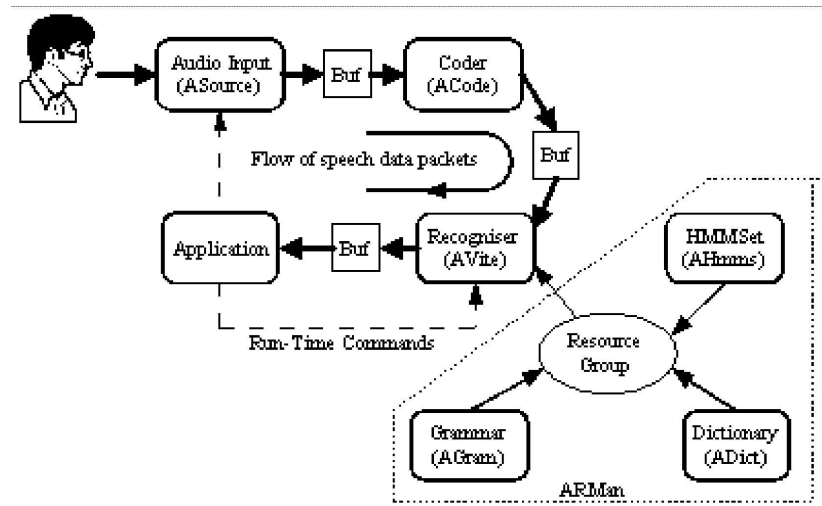 Audio Input
(ASource)
Buf
Coder
(ACode)
Buf
Flow of speech data packets
Application
Buf
Recogniser
(AVite)
HMMSet
(AHmms)
Run-Time Commands
Resource
Group
Grammar
(AGram)
Dictionary
(ADict)
ARMan